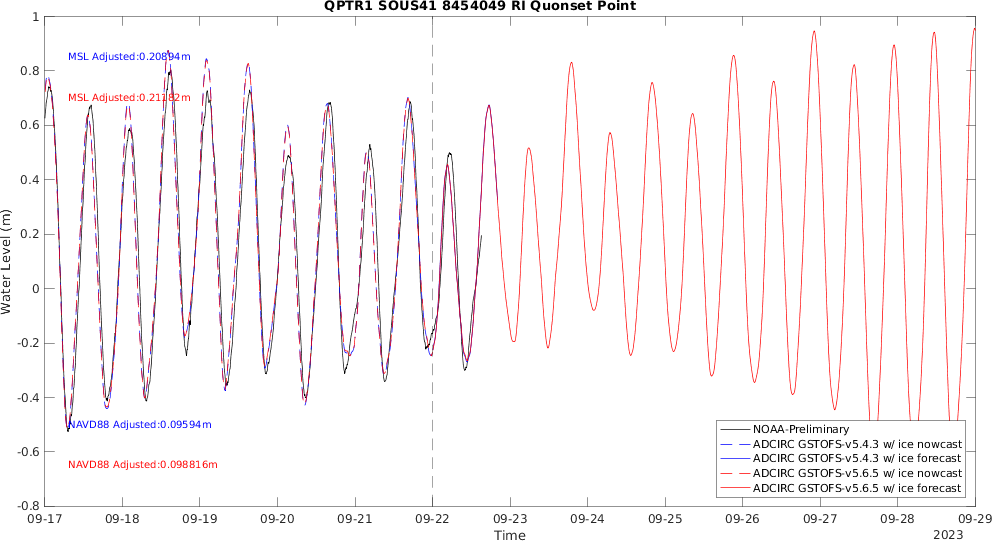 QPTR1 SOUS41 8454049 RI Quonset Point
1
0.8
0.6
0.4
0.2
0
-0.2
-0.4
-0.6
-0.8
Water Level (m)
MSL Adjusted:0.20894m
MSL Adjusted:0.21182m
NAVD88 Adjusted:0.09594m
NAVD88 Adjusted:0.098816m
NOAA-Preliminary
ADCIRC GSTOFS-v5.4.3 w/ ice nowcast
ADCIRC GSTOFS-v5.4.3 w/ ice forecast
ADCIRC GSTOFS-v5.6.5 w/ ice nowcast
ADCIRC GSTOFS-v5.6.5 w/ ice forecast
09-17 09-18 09-19 09-20 09-21 09-22 09-23 09-24 09-25 09-26 09-27 09-28 09-29
Time
2023